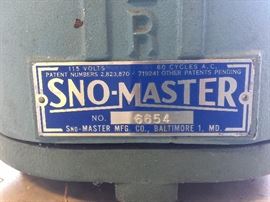 R
115 VOLTS 60 CYCLES A.C.
PATENT NUMBERS 2,823,870 - 719241 OTHER PATENTS PENDING
SNO-MASTER
NO. 6654
SNO-MASTER MFG. CO., BALTIMORE 1, MD.